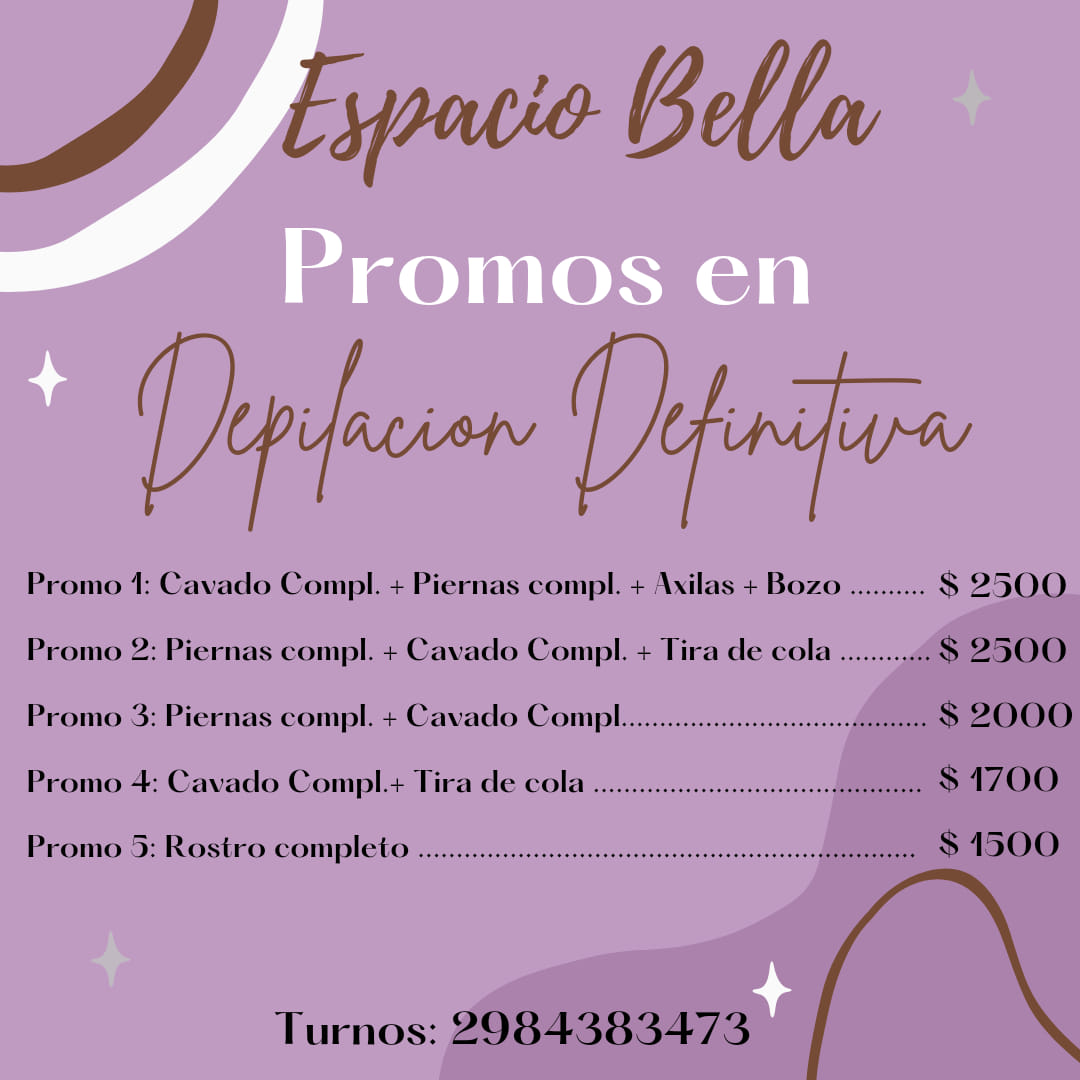 Espacio Bella
Promos en
Depilacion Definitiva
Promo 1: Cavado Compl. + Piernas compl. + Axilas + Bozo .......... $ 2500
Promo 2: Piernas compl. + Cavado Compl. + Tira de cola ............ $ 2500
Promo 3: Piernas compl. + Cavado Compl........................................ $ 2000
Promo 4: Cavado Compl.+ Tira de cola ........................................... $ 1700
Promo 5: Rostro completo ................................................................. $ 1500
Turnos: 2984383473